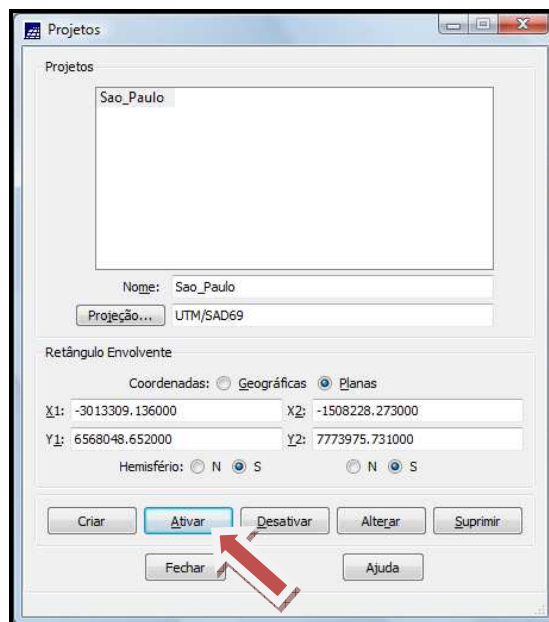 Projetos
Projetos
Sao_Paulo
Nome: Sao_Paulo
Projeção... UTM/SAD69
Retângulo Envolvente
Coordenadas: Geográficas Planas
X1: -3013309.136000 X2: -1508228.273000
Y1: 6568048.652000 Y2: 7773975.731000
Hemisfério: N S N S
Criar Ativar Desativar Alterar Suprimir
Fechar Ajuda